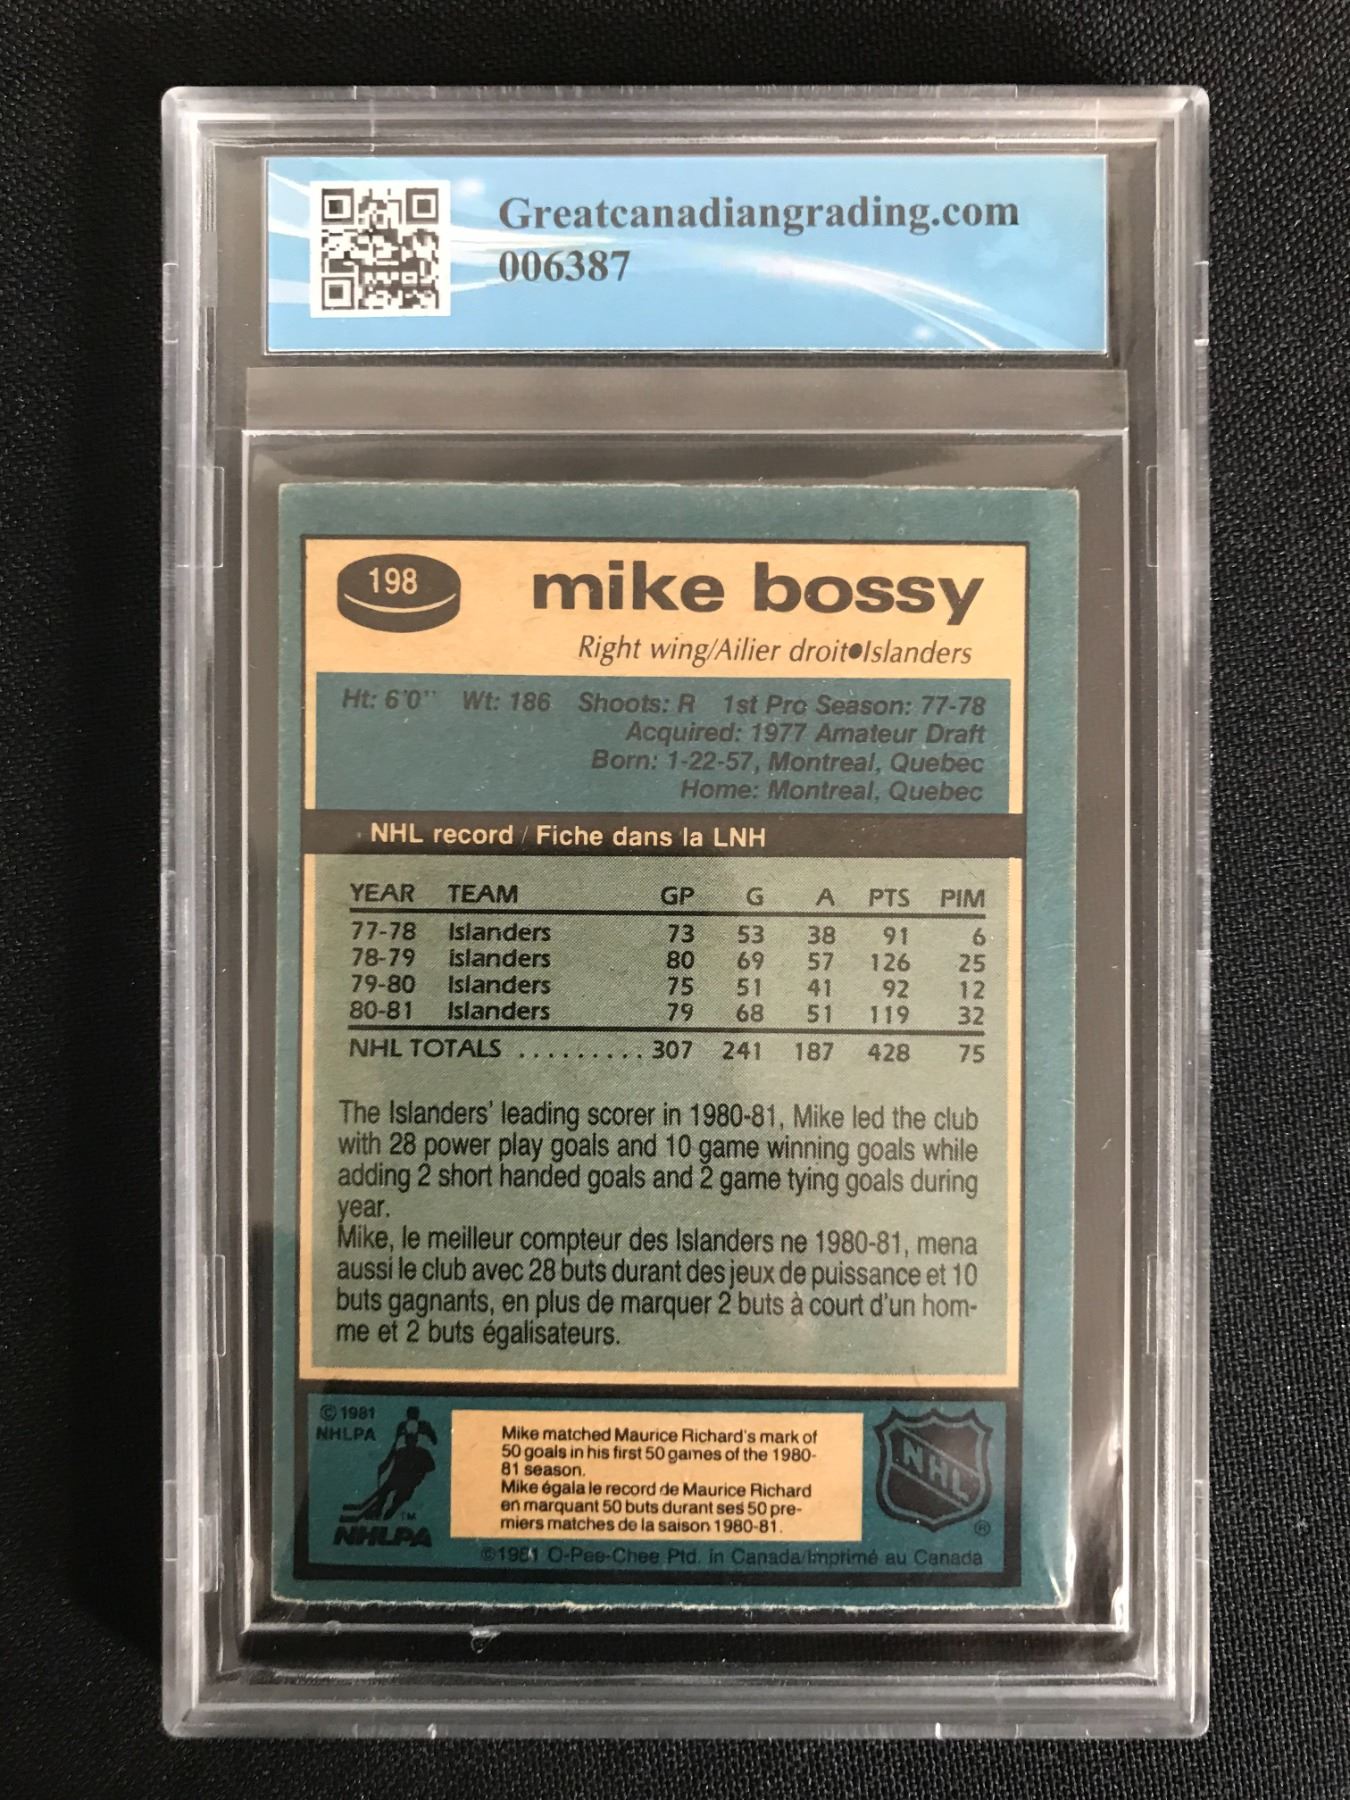 Greatcanadiangrading.com
006387
198
mike bossy
Right wing/Ailier droit●Islanders
Ht: 6'0" Wt: 186 Shoots: R 1st Pro Season: 77-78
Acquired: 1977 Amateur Draft
Born: 1-22-57, Montreal, Quebec
Home: Montreal, Quebec
NHL record / Fiche dans la LNH
YEAR TEAM GP G A PTS PIM
77-78 Islanders 73 53 38 91 6
78-79 Islanders 80 69 57 126 25
79-80 Islanders 75 51 41 92 12
80-81 Islanders 79 68 51 119 32
NHL TOTALS ......... 307 241 187 428 75
The Islanders' leading scorer in 1980-81, Mike led the club
with 28 power play goals and 10 game winning goals while
adding 2 short handed goals and 2 game tying goals during
year.
Mike, le meilleur compteur des Islanders ne 1980-81, mena
aussi le club avec 28 buts durant des jeux de puissance et 10
buts gagnants, en plus de marquer 2 buts à court d'un hom-
me et 2 buts égalisateurs.
© 1981
NHLPA
TM
NHLPA
Mike matched Maurice Richard's mark of
50 goals in his first 50 games of the 1980-
81 season.
Mike égala le record de Maurice Richard
en marquant 50 buts durant ses 50 pre-
miers matches de la saison 1980-81.
NHL
®
©1981 O-Pee-Chee Ptd. in Canada/Imprimé au Canada